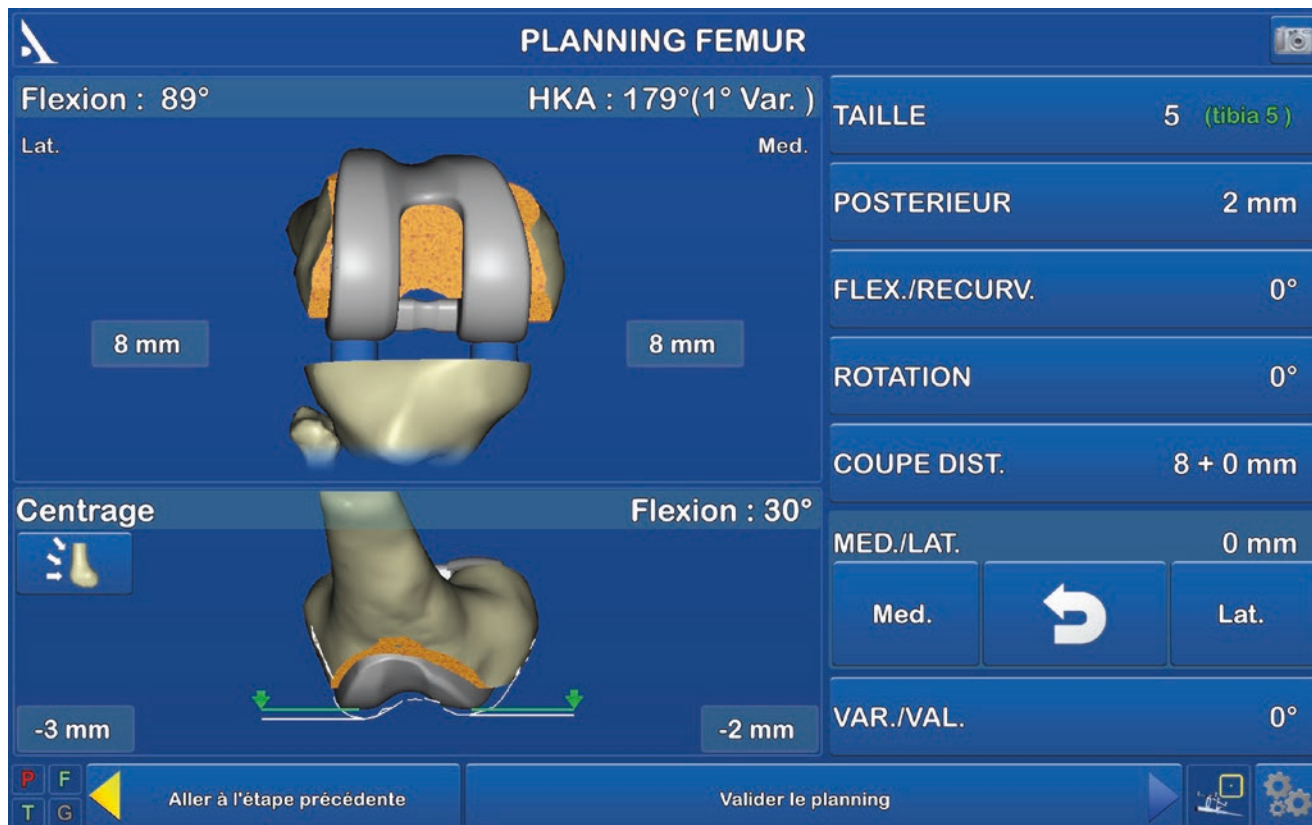 PLANNING FEMUR
Flexion : 89°
HKA : 179°(1° Var. )
Lat.
Med.
8 mm
8 mm
Centrage
Flexion : 30°
-3 mm
-2 mm
TAILLE 5 (tibia 5 )
POSTERIEUR 2 mm
FLEX./RECURV. 0°
ROTATION 0°
COUPE DIST. 8 + 0 mm
MED./LAT. 0 mm
Med.
Lat.
VAR./VAL. 0°
P F
T G
Aller à l'étape précédente
Valider le planning